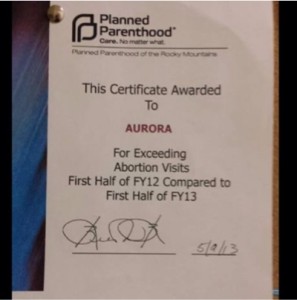 Planned
Parenthood®
Care. No matter what.
Planned Parenthood of the Rocky Mountains
This Certificate Awarded
To
AURORA
For Exceeding
Abortion Visits
First Half of FY12 Compared to
First Half of FY13
5/9/13